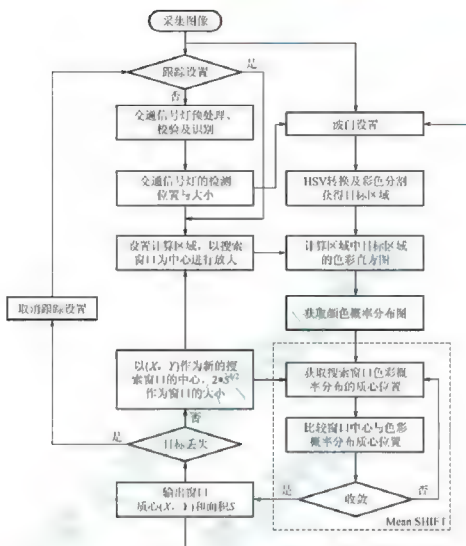 采集图像
跟踪设置
是
否
交通信号灯预处理、
检验及识别
交通信号灯的检测
位置与大小
设置计算区域，以搜索
窗口为中心进行放大
波门设置
HSV转换及彩色分割
获得目标区域
计算区域中目标区域
的色彩直方图
获取颜色概率分布图
取消跟踪设置
以(X，Y)作为新的搜
索窗口的中心，
作为窗口的大小
否
是
目标丢失
输出窗口
质心(X，Y)和面积S
获取搜索窗口色彩概
率分布的质心位置
比较窗口中心与色彩
概率分布质心位置
是
收敛
否
Mean SHIFT